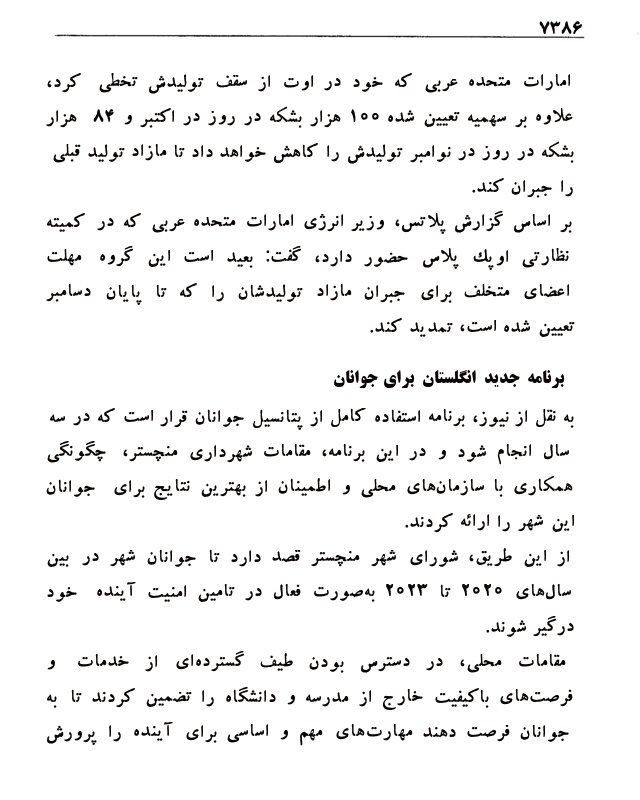 ۷۳۸۶
امارات متحده عربی که خود در اوت از سقف تولیدش تخطی کرد،
علاوه بر سهمیه تعیین شده ۱۰۰ هزار بشکه در روز در اکتبر و ۸۴ هزار
بشکه در روز در نوامبر تولیدش را کاهش خواهد داد تا مازاد تولید قبلی
را جبران کند.
بر اساس گزارش پلاتس، وزیر انرژی امارات متحده عربی که در کمیته
نظارتی اوپك پلاس حضور دارد، گفت: بعید است این گروه مهلت
اعضای متخلف برای جبران مازاد تولیدشان را که تا پایان دسامبر
تعیین شده است، تمدید کند.
برنامه جدید انگلستان برای جوانان
به نقل از نیوز، برنامه استفاده کامل از پتانسیل جوانان قرار است که در سه
سال انجام شود و در این برنامه، مقامات شهرداری منچستر، چگونگی
همکاری با سازمان‌های محلی و اطمینان از بهترین نتایج برای جوانان
این شهر را ارائه کردند.
از این طریق، شورای شهر منچستر قصد دارد تا جوانان شهر در بین
سال‌های ۲۰۲۰ تا ۲۰۲۳ به‌صورت فعال در تامین امنیت آینده خود
درگیر شوند.
مقامات محلی، در دسترس بودن طیف گسترده‌ای از خدمات و
فرصت‌های باکیفیت خارج از مدرسه و دانشگاه را تضمین کردند تا به
جوانان فرصت دهند مهارت‌های مهم و اساسی برای آینده را پرورش